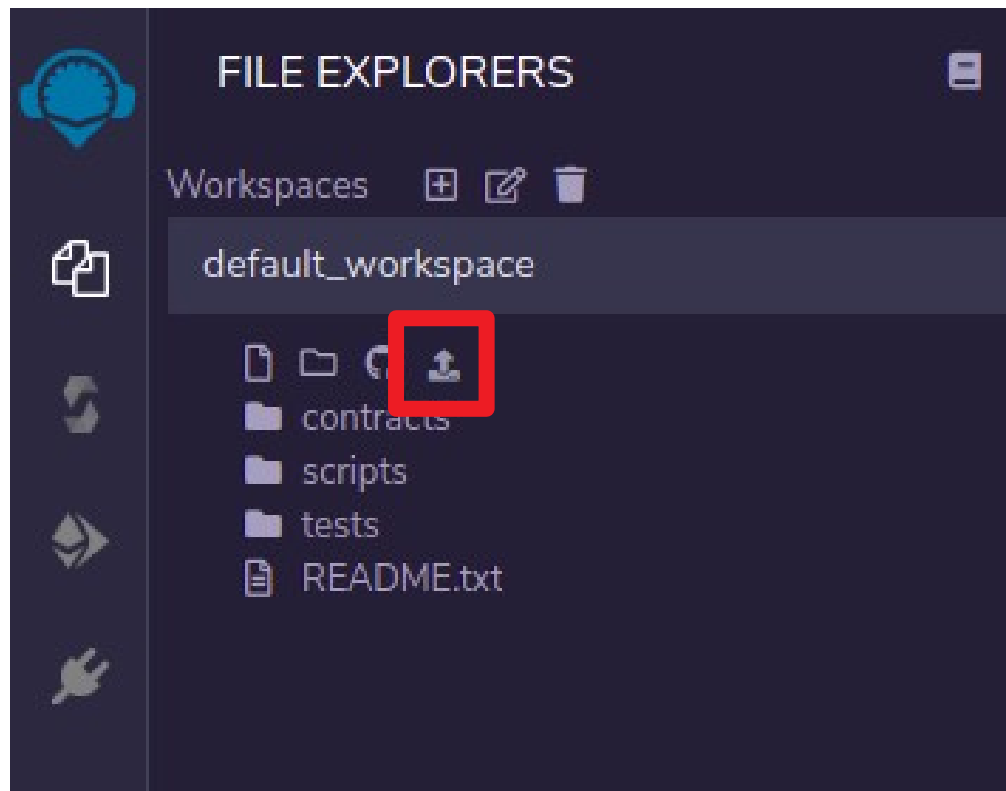 FILE EXPLORERS
Workspaces
default_workspace
contracts
scripts
tests
README.txt